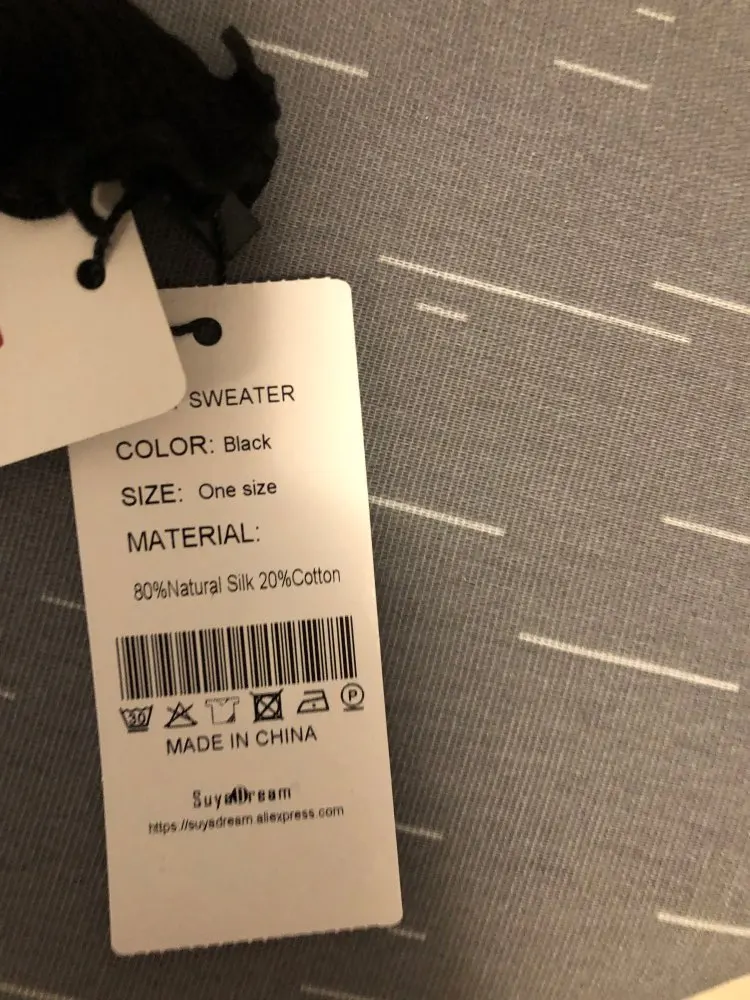 SWEATER
COLOR: Black
SIZE: One size
MATERIAL:
80%Natural Silk 20%Cotton
30
P
MADE IN CHINA
SuyaDream
https://suyadream.aliexpress.com